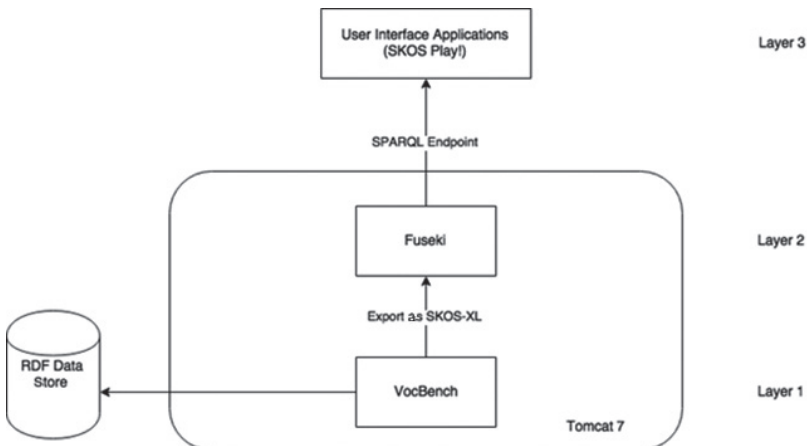 User Interface Applications
(SKOS Play!)
Layer 3
SPARQL Endpoint
Fuseki
Layer 2
Export as SKOS-XL
RDF Data
Store
VocBench
Layer 1
Tomcat 7